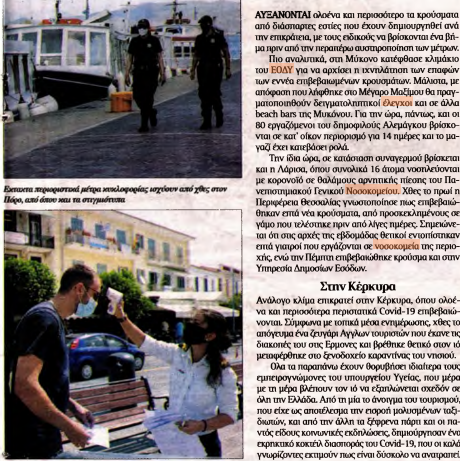 Εκτακτα περιοριστικά μέτρα κυκλοφορίας ισχύουν από χθες στον
Πόρο, από όπου και τα στιγμιότυπα
ΑΥΞΑΝΟΝΤΑΙ ολοένα και περισσότερο τα κρούσματα
από διάσπαρτες εστίες που έχουν δημιουργηθεί ανά
την επικράτεια, με τους ειδικούς να βρίσκονται ένα βή-
μα πριν από την περαιτέρω αυστηροποίηση των μέτρων.
Πιο αναλυτικά, στη Μύκονο κατέφθασε κλιμάκιο
του ΕΟΔΥ για να αρχίσει η ιχνηλάτηση των επαφών
των εννέα επιβεβαιωμένων κρουσμάτων. Μάλιστα, με
απόφαση που λήφθηκε στο Μέγαρο Μαξίμου θα πραγ-
ματοποιηθούν δειγματοληπτικοί έλεγχοι και σε άλλα
beach bars της Μυκόνου. Για την ώρα, πάντως, και οι
80 εργαζόμενοι του δημοφιλούς Αλεμάγκου βρίσκο-
νται σε κατ' οίκον περιορισμό για 14 ημέρες και το μα-
γαζί έχει κατεβάσει ρολά.
Την ίδια ώρα, σε κατάσταση συναγερμού βρίσκεται
και η Λάρισα, όπου συνολικά 16 άτομα νοσηλεύονται
με κορονοϊό σε θαλάμους αρνητικής πίεσης του Πα-
νεπιστημιακού Γενικού Νοσοκομείου. Χθες το πρωί η
Περιφέρεια Θεσσαλίας γνωστοποίησε πως επιβεβαιώ-
θηκαν επτά νέα κρούσματα, από προσκεκλημένους σε
γάμο που τελέστηκε πριν από λίγες ημέρες. Σημειώνε-
ται ότι στις αρχές της εβδομάδας θετικοί εντοπίστηκαν
επτά γιατροί που εργάζονται σε νοσοκομεία της περιο-
χής, ενώ την Πέμπτη επιβεβαιώθηκε κρούσμα και στην
Υπηρεσία Δημοσίων Εσόδων.
Στην Κέρκυρα
Ανάλογο κλίμα επικρατεί στην Κέρκυρα, όπου ολοέ-
να και περισσότερα περιστατικά Covid-19 επιβεβαιώ-
νονται. Σύμφωνα με τοπικά μέσα ενημέρωσης, χθες το
απόγευμα ένα ζευγάρι Αγγλων τουριστών που έκανε τις
διακοπές του στις Ερμονες και βρέθηκε θετικό στον ιό
μεταφέρθηκε στο ξενοδοχείο καραντίνας του νησιού.
Ολα τα παραπάνω έχουν θορυβήσει ιδιαίτερα τους
εμπειρογνώμονες του υπουργείου Υγείας, που μέρα
με τη μέρα βλέπουν τον ιό να εξαπλώνεται σχεδόν σε
όλη την Ελλάδα. Από τη μία το άνοιγμα του τουρισμού,
που είχε ως αποτέλεσμα την εισροή μολυσμένων ταξι-
διωτών, και από την άλλη τα ξέφρενα πάρτι και οι πα-
ντός είδους κοινωνικές εκδηλώσεις, δημιούργησαν ένα
εκρηκτικό κοκτέιλ διασποράς του Covid-19, που οι καλά
γνωρίζοντες εκτιμούν πως είναι δύσκολο να ανατραπεί